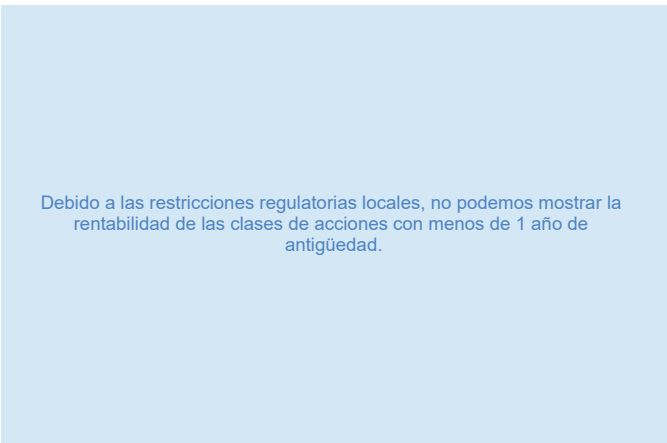 Debido a las restricciones regulatorias locales, no podemos mostrar la
rentabilidad de las clases de acciones con menos de 1 año de
antigüedad.